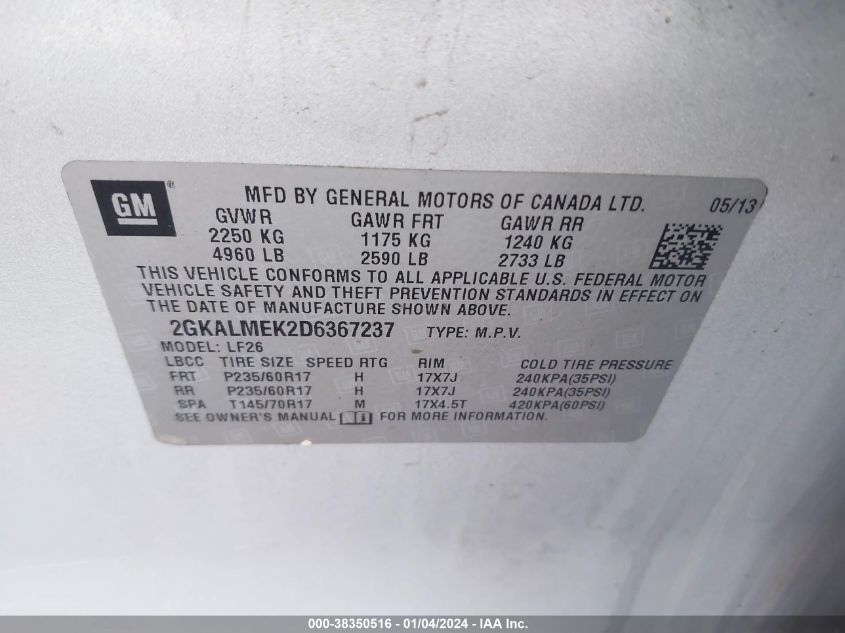 GM ®
MFD BY GENERAL MOTORS OF CANADA LTD. 05/13
GVWR GAWR FRT GAWR RR
2250 KG 1175 KG 1240 KG
4960 LB 2590 LB 2733 LB
THIS VEHICLE CONFORMS TO ALL APPLICABLE U.S. FEDERAL MOTOR
VEHICLE SAFETY AND THEFT PREVENTION STANDARDS IN EFFECT ON
THE DATE OF MANUFACTURE SHOWN ABOVE.
2GKALMEK2D6367237 TYPE: M.P.V.
MODEL: LF26
LBCC TIRE SIZE SPEED RTG RIM COLD TIRE PRESSURE
FRT P235/60R17 H 17X7J 240KPA(35PSI)
RR P235/60R17 H 17X7J 240KPA(35PSI)
SPA T145/70R17 M 17X4.5T 420KPA(60PSI)
SEE OWNER'S MANUAL FOR MORE INFORMATION.
000-38350516 - 01/04/2024 - IAA Inc.